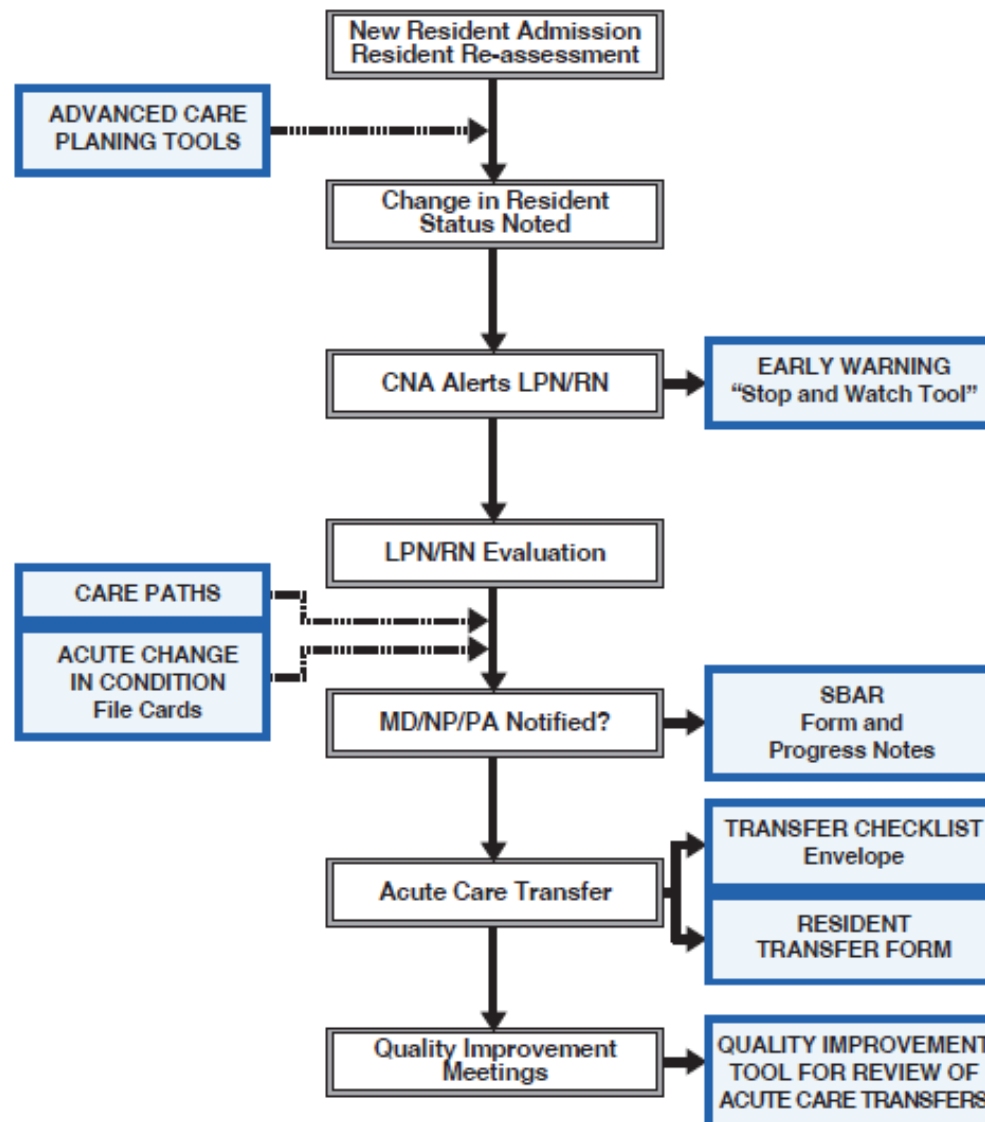 New Resident Admission
Resident Re-assessment
ADVANCED CARE
PLANING TOOLS
Change in Resident
Status Noted
CNA Alerts LPN/RN
EARLY WARNING
“Stop and Watch Tool”
LPN/RN Evaluation
CARE PATHS
ACUTE CHANGE
IN CONDITION
File Cards
MD/NP/PA Notified?
SBAR
Form and
Progress Notes
Acute Care Transfer
TRANSFER CHECKLIST
Envelope
RESIDENT
TRANSFER FORM
Quality Improvement
Meetings
QUALITY IMPROVEMENT
TOOL FOR REVIEW OF
ACUTE CARE TRANSFERS